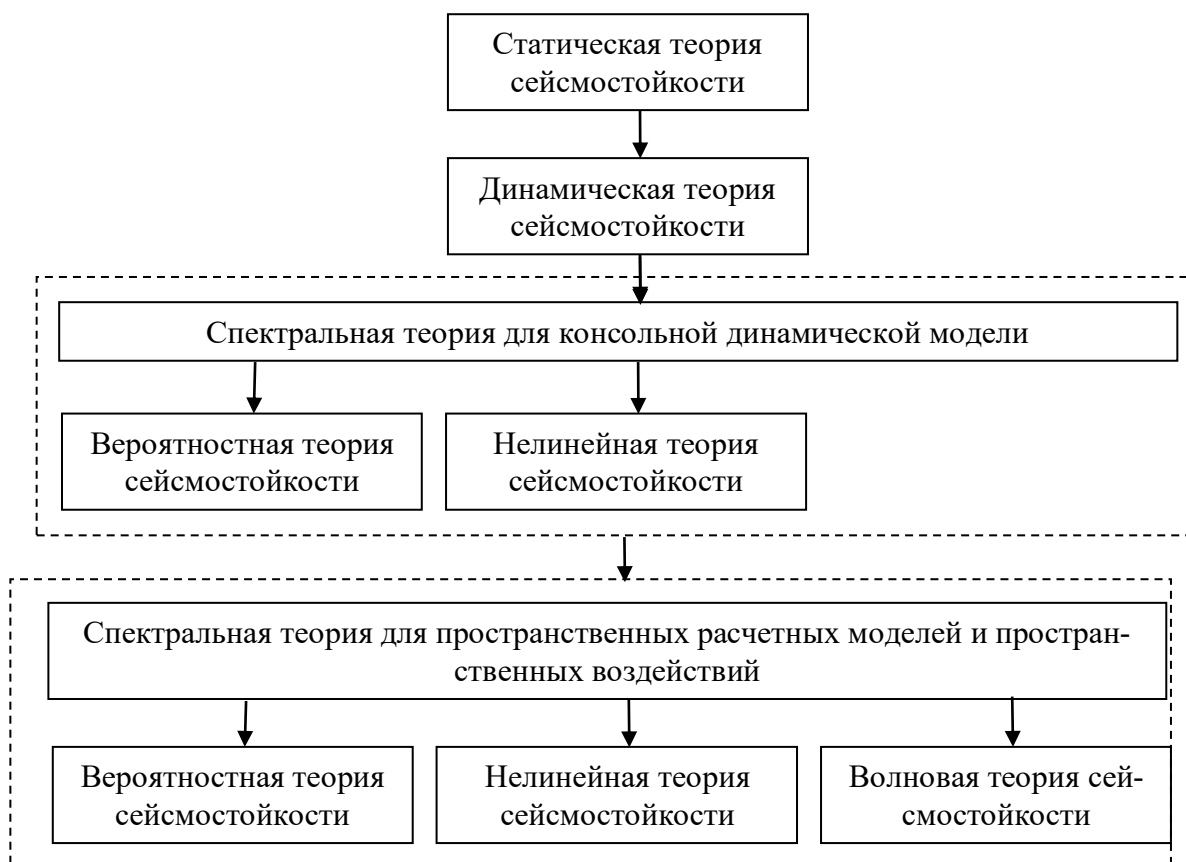 Статическая теория
сейсмостойкости
Динамическая теория
сейсмостойкости
Спектральная теория для консольной динамической модели
Вероятностная теория
сейсмостойкости
Нелинейная теория
сейсмостойкости
Спектральная теория для пространственных расчетных моделей и простран-
ственных воздействий
Вероятностная теория
сейсмостойкости
Нелинейная теория
сейсмостойкости
Волновая теория сей-
смостойкости